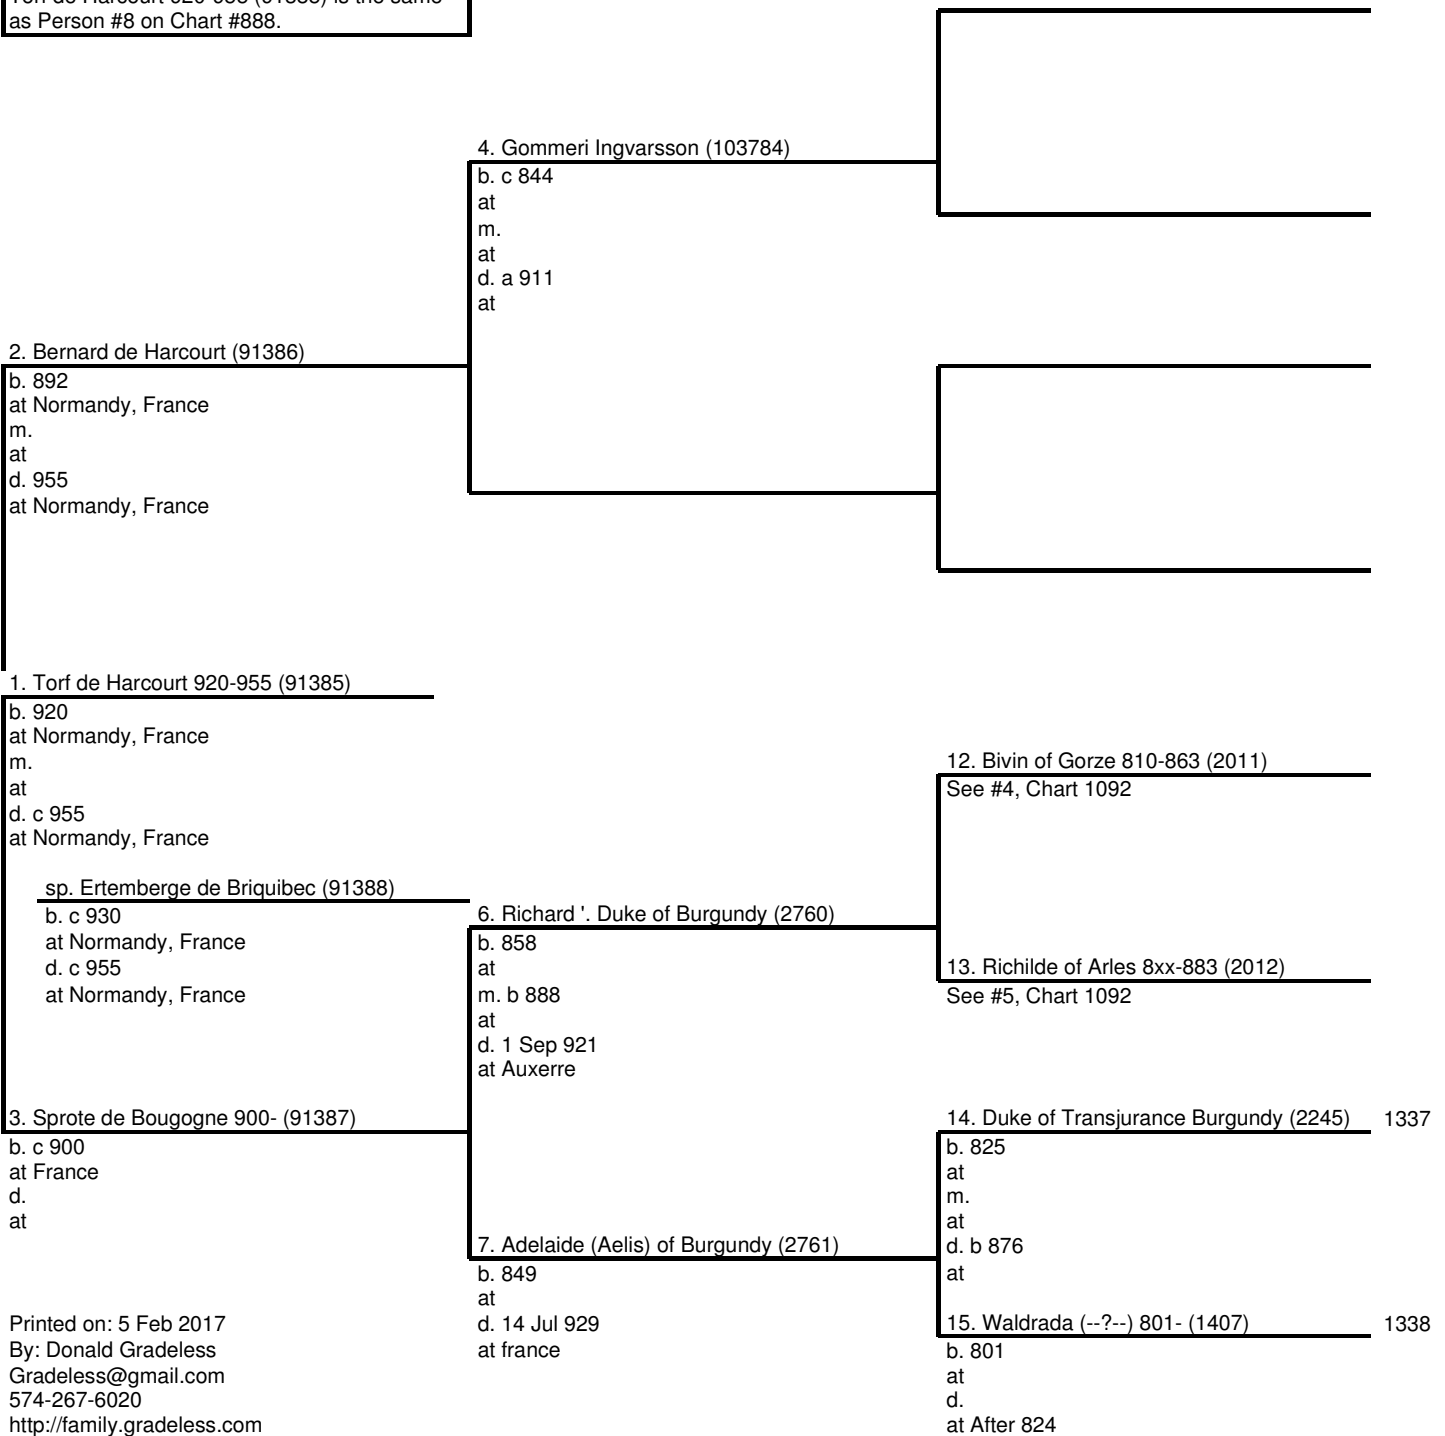 as Person #8 on Chart #888.
4. Gommeri Ingvarsson (103784)
b. c 844
at
m.
at
d. a 911
at
2. Bernard de Harcourt (91386)
b. 892
at Normandy, France
m.
at
d. 955
at Normandy, France
1. Torf de Harcourt 920-955 (91385)
b. 920
at Normandy, France
m.
at
d. c 955
at Normandy, France
sp. Ertemberge de Briquibec (91388)
b. c 930
at Normandy, France
d. c 955
at Normandy, France
12. Bivin of Gorze 810-863 (2011)
See #4, Chart 1092
6. Richard '. Duke of Burgundy (2760)
b. 858
at
m. b 888
at
d. 1 Sep 921
at Auxerre
13. Richilde of Arles 8xx-883 (2012)
See #5, Chart 1092
3. Sprote de Bougogne 900- (91387)
b. c 900
at France
d.
at
14. Duke of Transjurance Burgundy (2245) 1337
b. 825
at
m.
at
d. b 876
at
7. Adelaide (Aelis) of Burgundy (2761)
b. 849
at
d. 14 Jul 929
at france
15. Waldrada (--?--) 801- (1407) 1338
b. 801
at
d.
at After 824
Printed on: 5 Feb 2017
By: Donald Gradeless
Gradeless@gmail.com
574-267-6020
http://family.gradeless.com